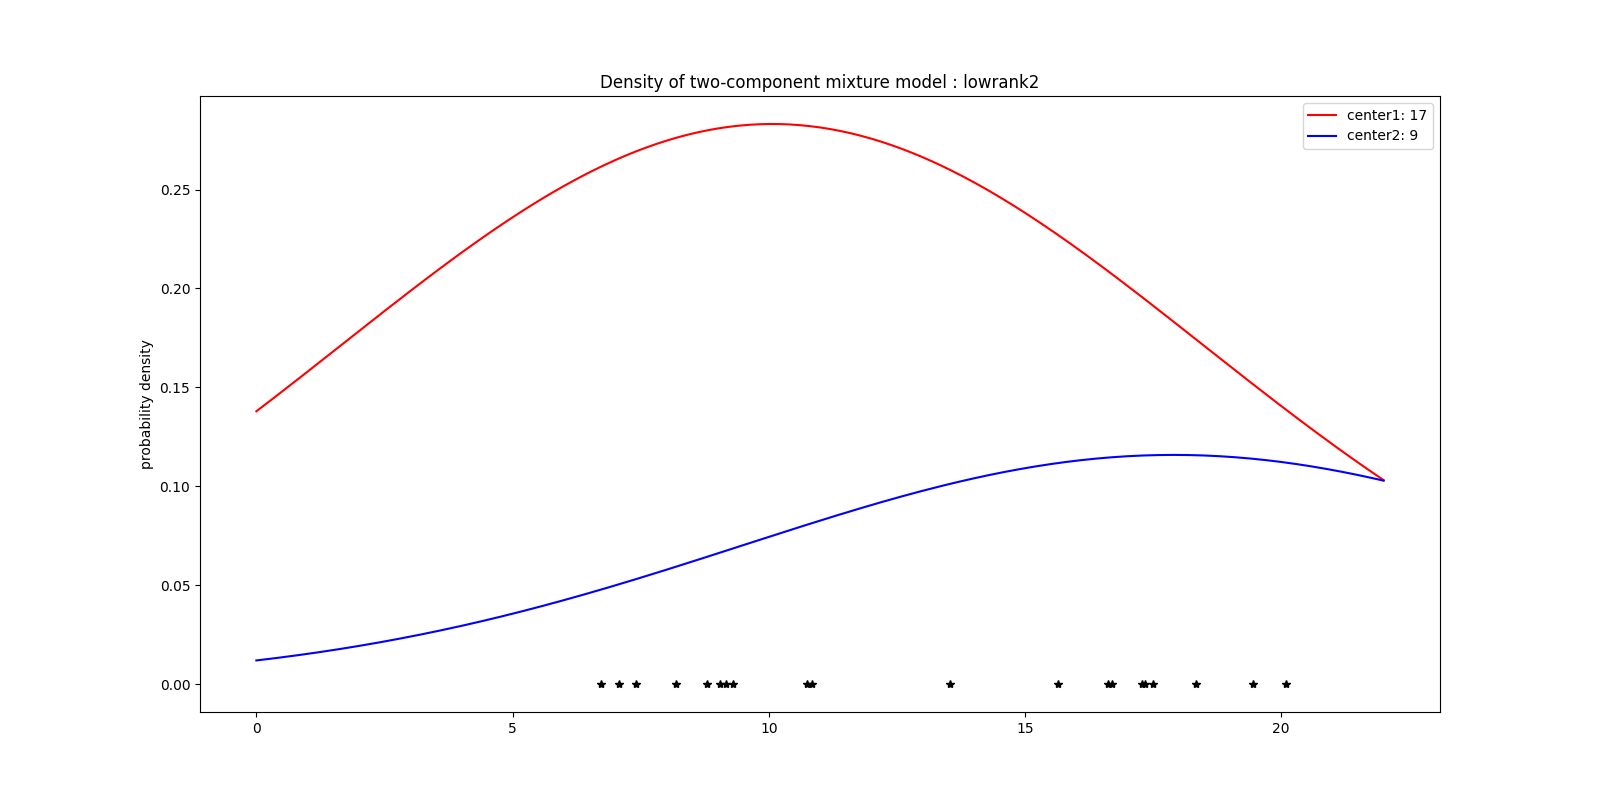 Density of two-component mixture model : lowrank2
center1: 17
center2: 9
probability density
0.25
0.20
0.15
0.10
0.05
0.00
0
5
10
15
20